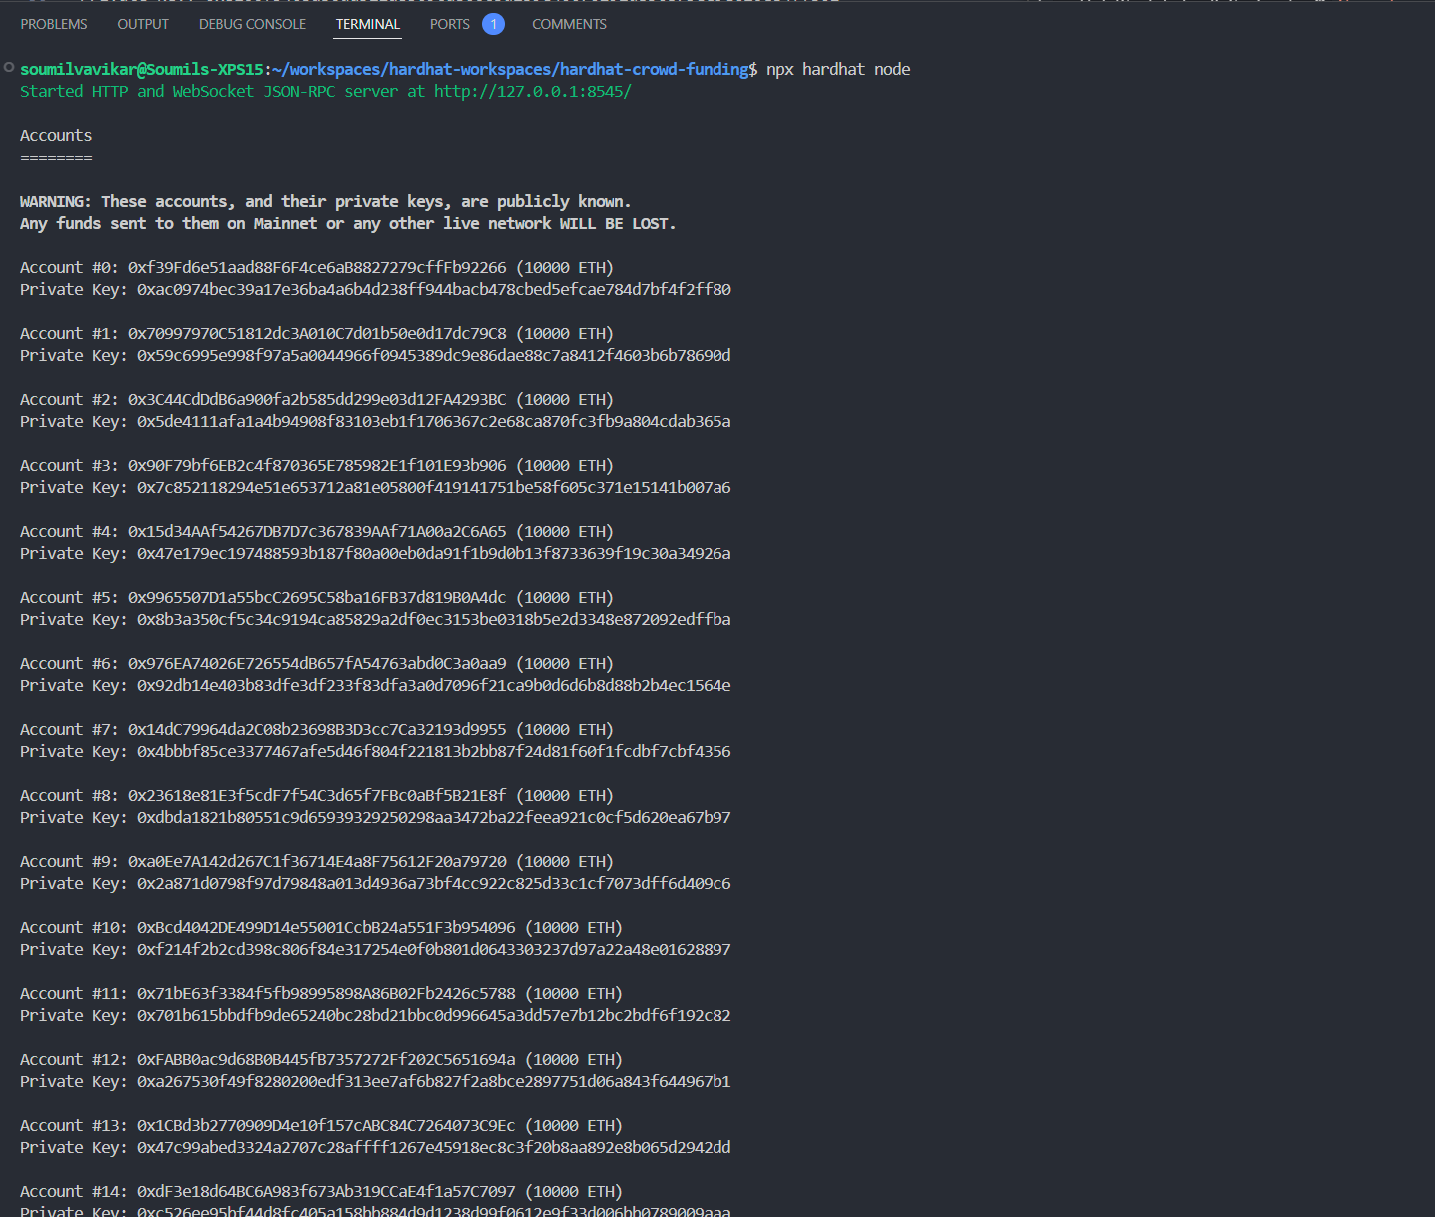 PROBLEMS OUTPUT DEBUG CONSOLE TERMINAL PORTS 1 COMMENTS
soumilvavikar@Soumils-XPS15:~/workspaces/hardhat-workspaces/hardhat-crowd-funding$ npx hardhat node
Started HTTP and WebSocket JSON-RPC server at http://127.0.0.1:8545/
Accounts
========
WARNING: These accounts, and their private keys, are publicly known.
Any funds sent to them on Mainnet or any other live network WILL BE LOST.
Account #0: 0xf39Fd6e51aad88F6F4ce6aB8827279cffFb92266 (10000 ETH)
Private Key: 0xac0974bec39a17e36ba4a6b4d238ff944bacb478cbed5efcae784d7bf4f2ff80
Account #1: 0x70997970C51812dc3A010C7d01b50e0d17dc79C8 (10000 ETH)
Private Key: 0x59c6995e998f97a5a0044966f0945389dc9e86dae88c7a8412f4603b6b78690d
Account #2: 0x3C44CdDdB6a900fa2b585dd299e03d12FA4293BC (10000 ETH)
Private Key: 0x5de4111afa1a4b94908f83103eb1f1706367c2e68ca870fc3fb9a804cdab365a
Account #3: 0x90F79bf6EB2c4f870365E785982E1f101E93b906 (10000 ETH)
Private Key: 0x7c852118294e51e653712a81e05800f419141751be58f605c371e15141b007a6
Account #4: 0x15d34AAf54267DB7D7c367839AAf71A00a2C6A65 (10000 ETH)
Private Key: 0x47e179ec197488593b187f80a00eb0da91f1b9d0b13f8733639f19c30a34926a
Account #5: 0x9965507D1a55bcC2695C58ba16FB37d819B0A4dc (10000 ETH)
Private Key: 0x8b3a350cf5c34c9194ca85829a2df0ec3153be0318b5e2d3348e872092edffba
Account #6: 0x976EA74026E726554dB657fA54763abd0C3a0aa9 (10000 ETH)
Private Key: 0x92db14e403b83dfe3df233f83dfa3a0d7096f21ca9b0d6d6b8d88b2b4ec1564e
Account #7: 0x14dC79964da2C08b23698B3D3cc7Ca32193d9955 (10000 ETH)
Private Key: 0x4bbbf85ce3377467afe5d46f804f221813b2bb87f24d81f60f1fcdbf7cbf4356
Account #8: 0x23618e81E3f5cdF7f54C3d65f7FBc0aBf5B21E8f (10000 ETH)
Private Key: 0xdbda1821b80551c9d65939329250298aa3472ba22feea921c0cf5d620ea67b97
Account #9: 0xa0Ee7A142d267C1f36714E4a8F75612F20a79720 (10000 ETH)
Private Key: 0x2a871d0798f97d79848a013d4936a73bf4cc922c825d33c1cf7073dff6d409c6
Account #10: 0xBcd4042DE499D14e55001CcbB24a551F3b954096 (10000 ETH)
Private Key: 0xf214f2b2cd398c806f84e317254e0f0b801d0643303237d97a22a48e01628897
Account #11: 0x71bE63f3384f5fb98995898A86B02Fb2426c5788 (10000 ETH)
Private Key: 0x701b615bbdfb9de65240bc28bd21bbc0d996645a3dd57e7b12bc2bdf6f192c82
Account #12: 0xFABB0ac9d68B0B445fB7357272Ff202C5651694a (10000 ETH)
Private Key: 0xa267530f49f8280200edf313ee7af6b827f2a8bce2897751d06a843f644967b1
Account #13: 0x1CBd3b2770909D4e10f157cABC84C7264073C9Ec (10000 ETH)
Private Key: 0x47c99abed3324a2707c28affff1267e45918ec8c3f20b8aa892e8b065d2942dd
Account #14: 0xdF3e18d64BC6A983f673Ab319CCaE4f1a57C7097 (10000 ETH)
Private Key: 0xc526ee95bf44d8fc405a158bb884d9d1238d99f0612e9f33d006bb0789009aaa